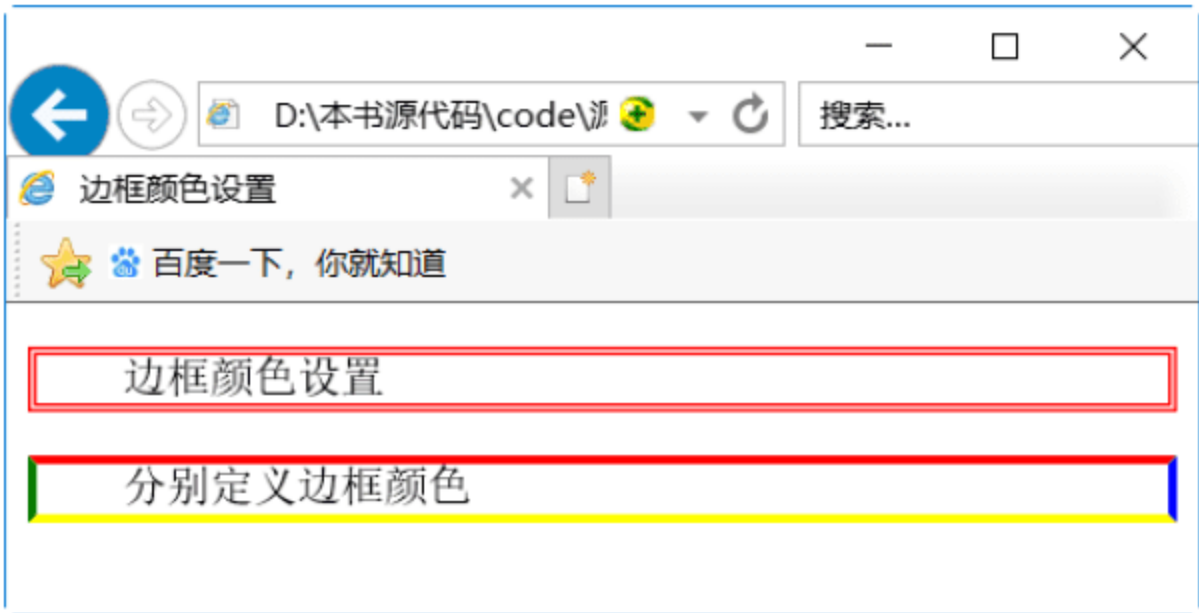 D:\本书源代码\code\源 搜索...
边框颜色设置
百度一下，你就知道
边框颜色设置
分别定义边框颜色